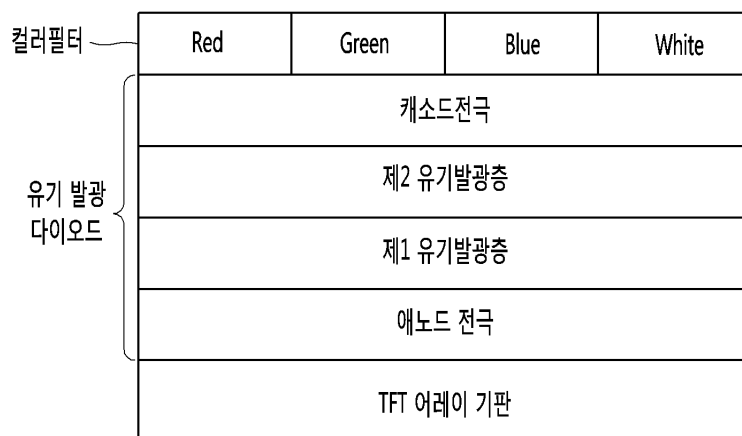 컬러필터
Red Green Blue White
캐소드전극
제2 유기발광층
유기 발광
다이오드
제1 유기발광층
애노드 전극
TFT 어레이 기판